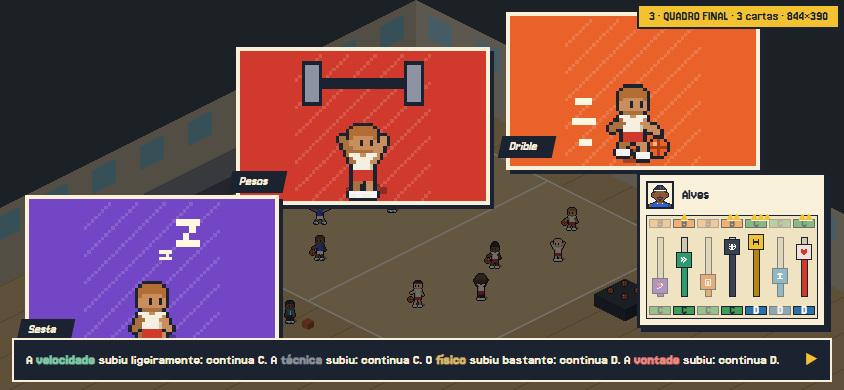 3 · QUADRO FINAL · 3 cartas · 844×390
Drible
Pesos
Alves
Sesta
C C C C D D D
A velocidade subiu ligeiramente: continua C. A técnica subiu: continua C. O físico subiu bastante: continua D. A vontade subiu: continua D.